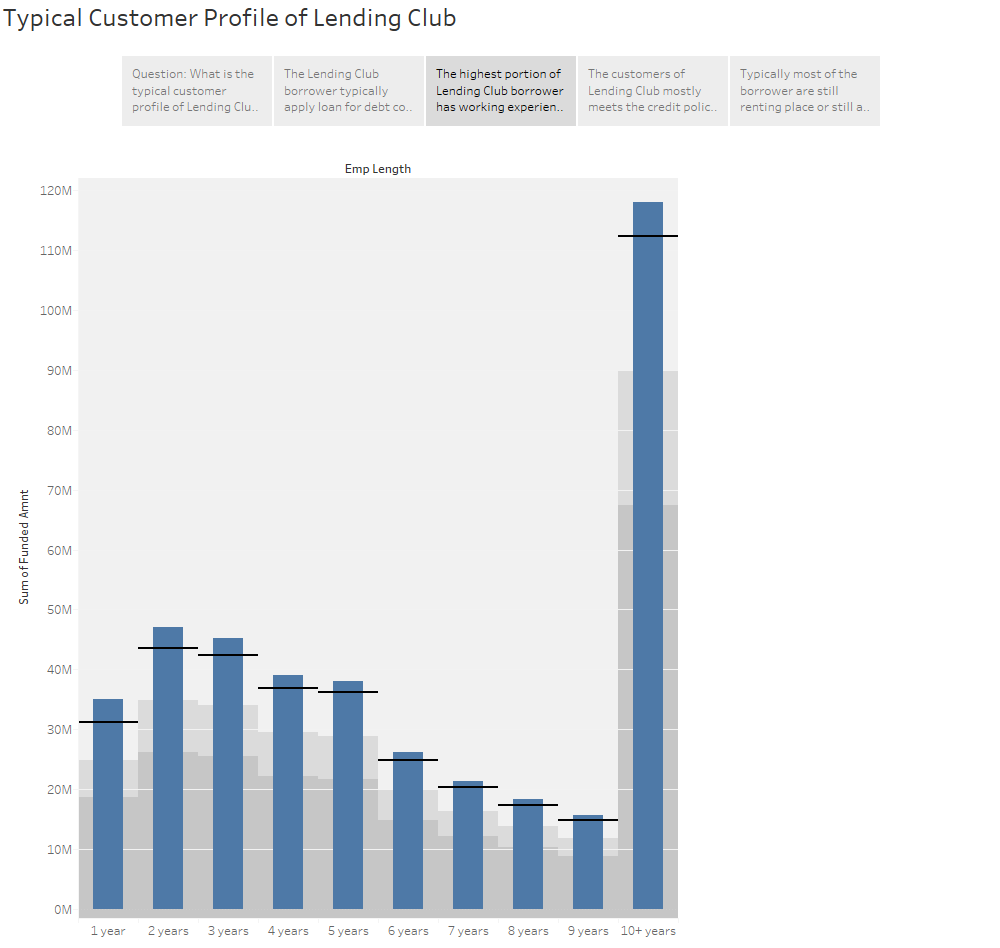 Typical Customer Profile of Lending Club
Question: What is the
typical customer
profile of Lending Clu..
The Lending Club
borrower typically
apply loan for debt co..
The highest portion of
Lending Club borrower
has working experien..
The customers of
Lending Club mostly
meets the credit polic..
Typically most of the
borrower are still
renting place or still a..
Emp Length
120M
110M
100M
90M
80M
70M
60M
50M
40M
30M
20M
10M
0M
Sum of Funded Amnt
1 year 2 years 3 years 4 years 5 years 6 years 7 years 8 years 9 years 10+ years